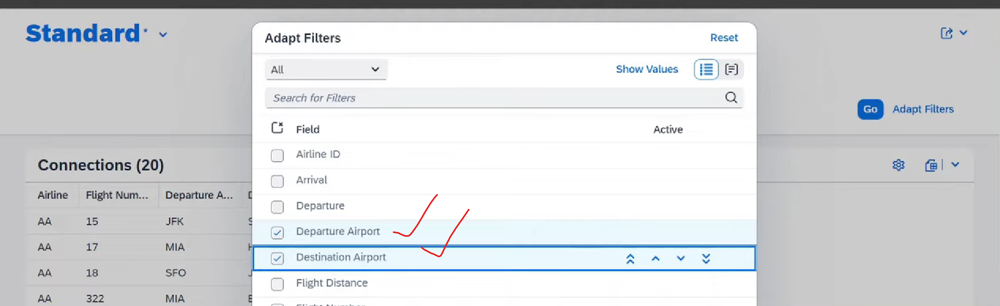 Standard*
Adapt Filters
Reset
All
Show Values
Search for Filters
Go
Adapt Filters
Field
Active
Airline ID
Arrival
Departure
Departure Airport
Destination Airport
Flight Distance
Flight Number
Connections (20)
Airline
Flight Num...
Departure A...
AA
15
JFK
AA
17
MIA
AA
18
SFO
AA
322
MIA